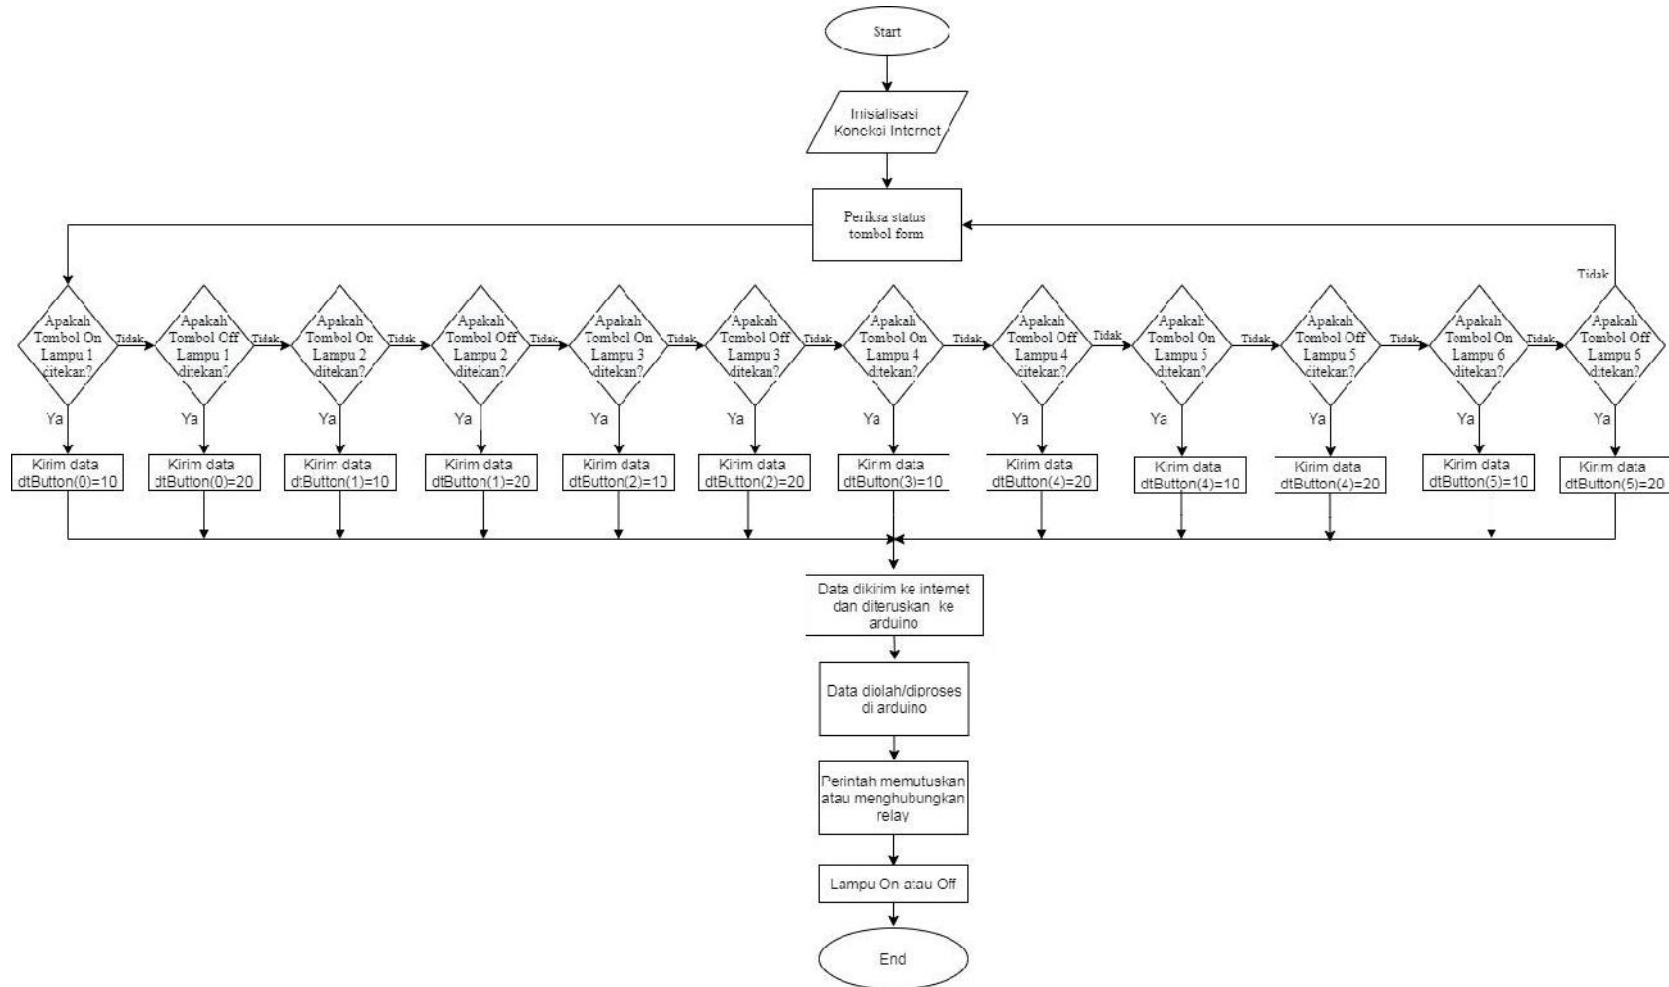 Start
Inisialisasi
Koneksi Internet
Periksa status
tombol form
Apakah
Tombol On
Lampu 1
ditekan?
Tidak
Apakah
Tombol Off
Lampu 1
ditekan?
Tidak
Apakah
Tombol On
Lampu 2
ditekan?
Tidak
Apakah
Tombol Off
Lampu 2
ditekan?
Tidak
Apakah
Tombol On
Lampu 3
ditekan?
Tidak
Apakah
Tombol Off
Lampu 3
ditekan?
Tidak
Apakah
Tombol On
Lampu 4
ditekan?
Tidak
Apakah
Tombol Off
Lampu 4
ditekan?
Tidak
Apakah
Tombol On
Lampu 5
ditekan?
Tidak
Apakah
Tombol Off
Lampu 5
ditekan?
Tidak
Apakah
Tombol On
Lampu 6
ditekan?
Tidak
Apakah
Tombol Off
Lampu 6
ditekan?
Tidak
Ya
Ya
Ya
Ya
Ya
Ya
Ya
Ya
Ya
Ya
Ya
Ya
Kirim data
dtButton(0)=10
Kirim data
dtButton(0)=20
Kirim data
dtButton(1)=10
Kirim data
dtButton(1)=20
Kirim data
dtButton(2)=10
Kirim data
dtButton(2)=20
Kirim data
dtButton(3)=10
Kirim data
dtButton(4)=20
Kirim data
dtButton(4)=10
Kirim data
dtButton(4)=20
Kirim data
dtButton(5)=10
Kirim data
dtButton(5)=20
Data dikirim ke internet
dan diteruskan ke
arduino
Data diolah/diproses
di arduino
Perintah memutuskan
atau menghubungkan
relay
Lampu On atau Off
End